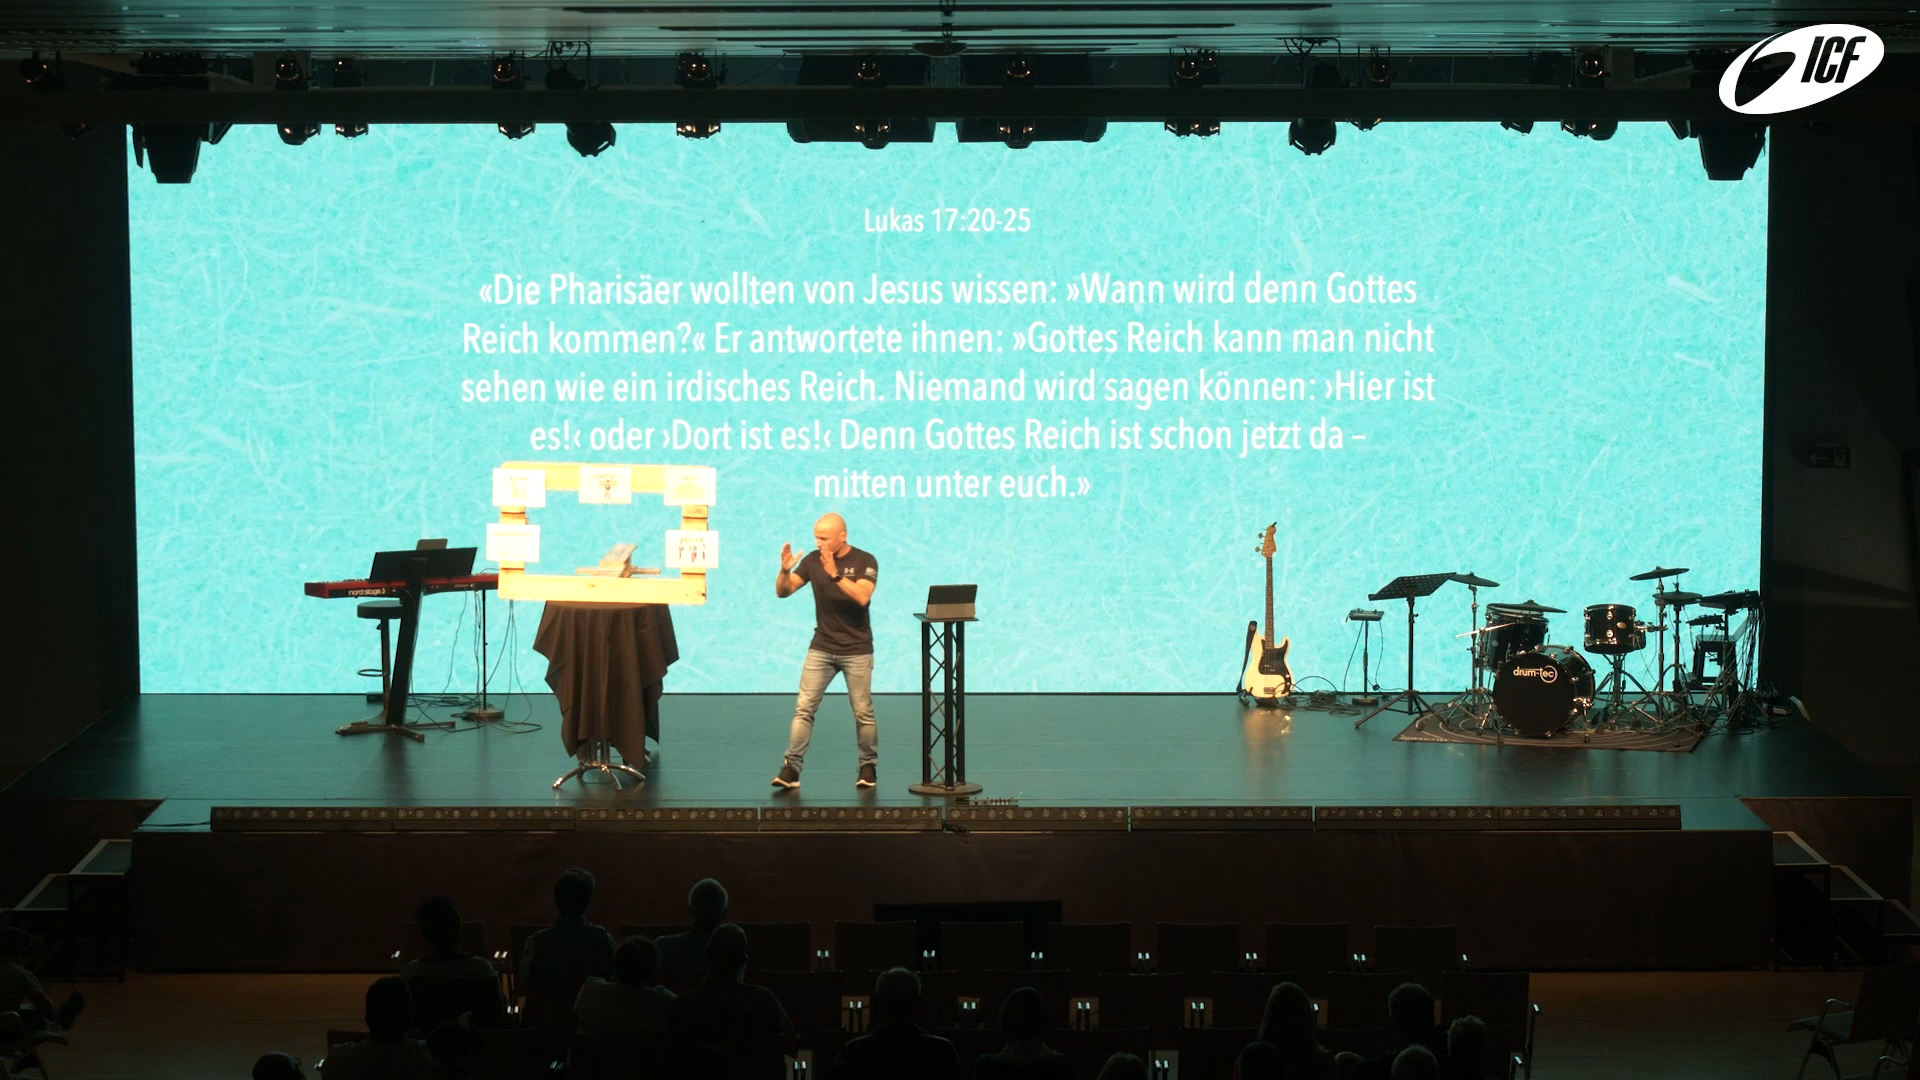 ICF
Lukas 17:20-25
«Die Pharisäer wollten von Jesus wissen: »Wann wird denn Gottes
Reich kommen?« Er antwortete ihnen: »Gottes Reich kann man nicht
sehen wie ein irdisches Reich. Niemand wird sagen können: ›Hier ist
es!‹ oder ›Dort ist es!‹ Denn Gottes Reich ist schon jetzt da –
mitten unter euch.»
nord stage 3
drum-tec